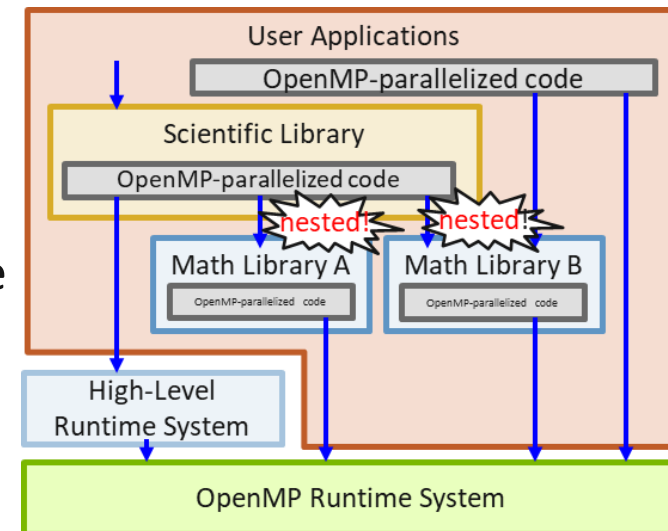 User Applications
OpenMP-parallelized code
Scientific Library
OpenMP-parallelized code
nested!
nested!
e
Math Library A
Math Library B
OpenMP-parallelized code
OpenMP-parallelized code
High-Level
Runtime System
OpenMP Runtime System